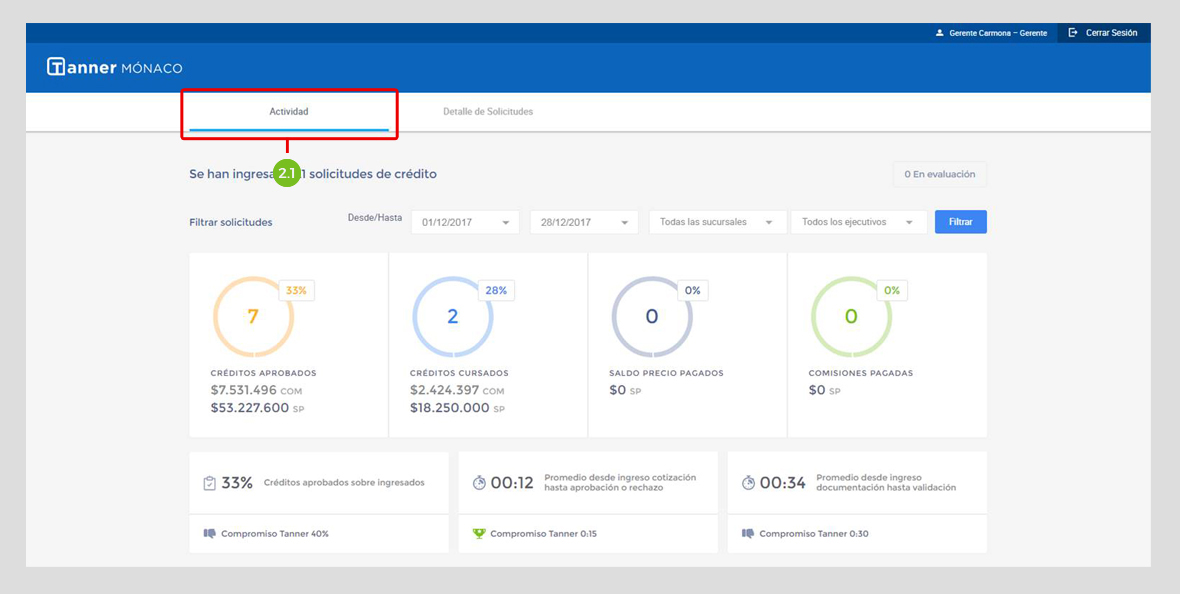 Gerente Carmona – Gerente
Cerrar Sesión
Tanner MÓNACO
Actividad
Detalle de Solicitudes
2.1
Se han ingresa 1 solicitudes de crédito
0 En evaluación
Filtrar solicitudes
Desde/Hasta
01/12/2017
28/12/2017
Todas las sucursales
Todos los ejecutivos
Filtrar
33%
7
CRÉDITOS APROBADOS
$7.531.496 COM
$53.227.600 SP
28%
2
CRÉDITOS CURSADOS
$2.424.397 COM
$18.250.000 SP
0%
0
SALDO PRECIO PAGADOS
$0 SP
0%
0
COMISIONES PAGADAS
$0 SP
33% Créditos aprobados sobre ingresados
Compromiso Tanner 40%
00:12 Promedio desde ingreso cotización
hasta aprobación o rechazo
Compromiso Tanner 0:15
00:34 Promedio desde ingreso
documentación hasta validación
Compromiso Tanner 0:30